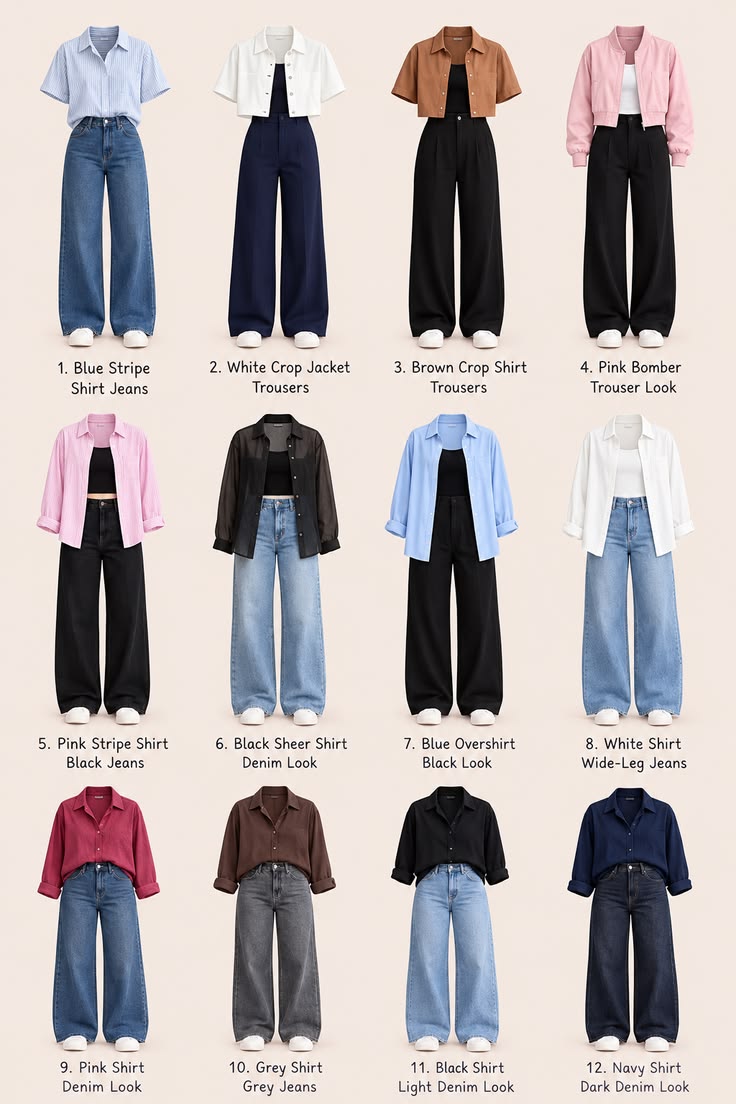 1. Blue Stripe
Shirt Jeans
2. White Crop Jacket
Trousers
3. Brown Crop Shirt
Trousers
4. Pink Bomber
Trouser Look
5. Pink Stripe Shirt
Black Jeans
6. Black Sheer Shirt
Denim Look
7. Blue Overshirt
Black Look
8. White Shirt
Wide-Leg Jeans
9. Pink Shirt
Denim Look
10. Grey Shirt
Grey Jeans
11. Black Shirt
Light Denim Look
12. Navy Shirt
Dark Denim Look